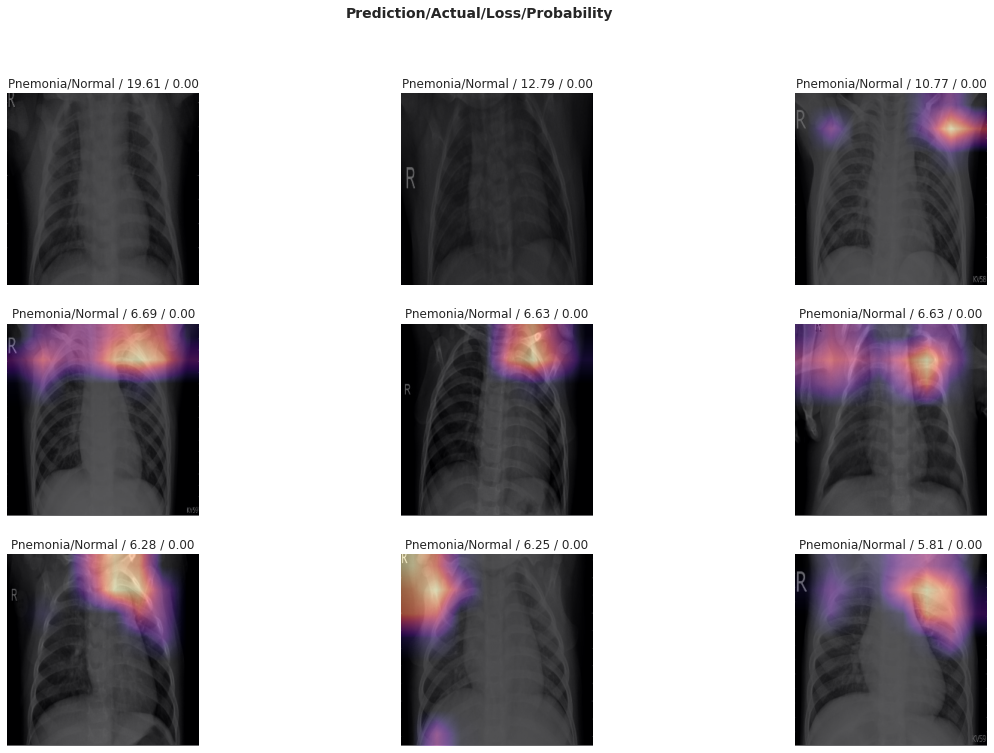 Prediction/Actual/Loss/Probability
Pnemonia/Normal / 19.61 / 0.00
Pnemonia/Normal / 12.79 / 0.00
Pnemonia/Normal / 10.77 / 0.00
R
R
R
Pnemonia/Normal / 6.69 / 0.00
Pnemonia/Normal / 6.63 / 0.00
Pnemonia/Normal / 6.63 / 0.00
R
R
Pnemonia/Normal / 6.28 / 0.00
Pnemonia/Normal / 6.25 / 0.00
Pnemonia/Normal / 5.81 / 0.00
R
R
R